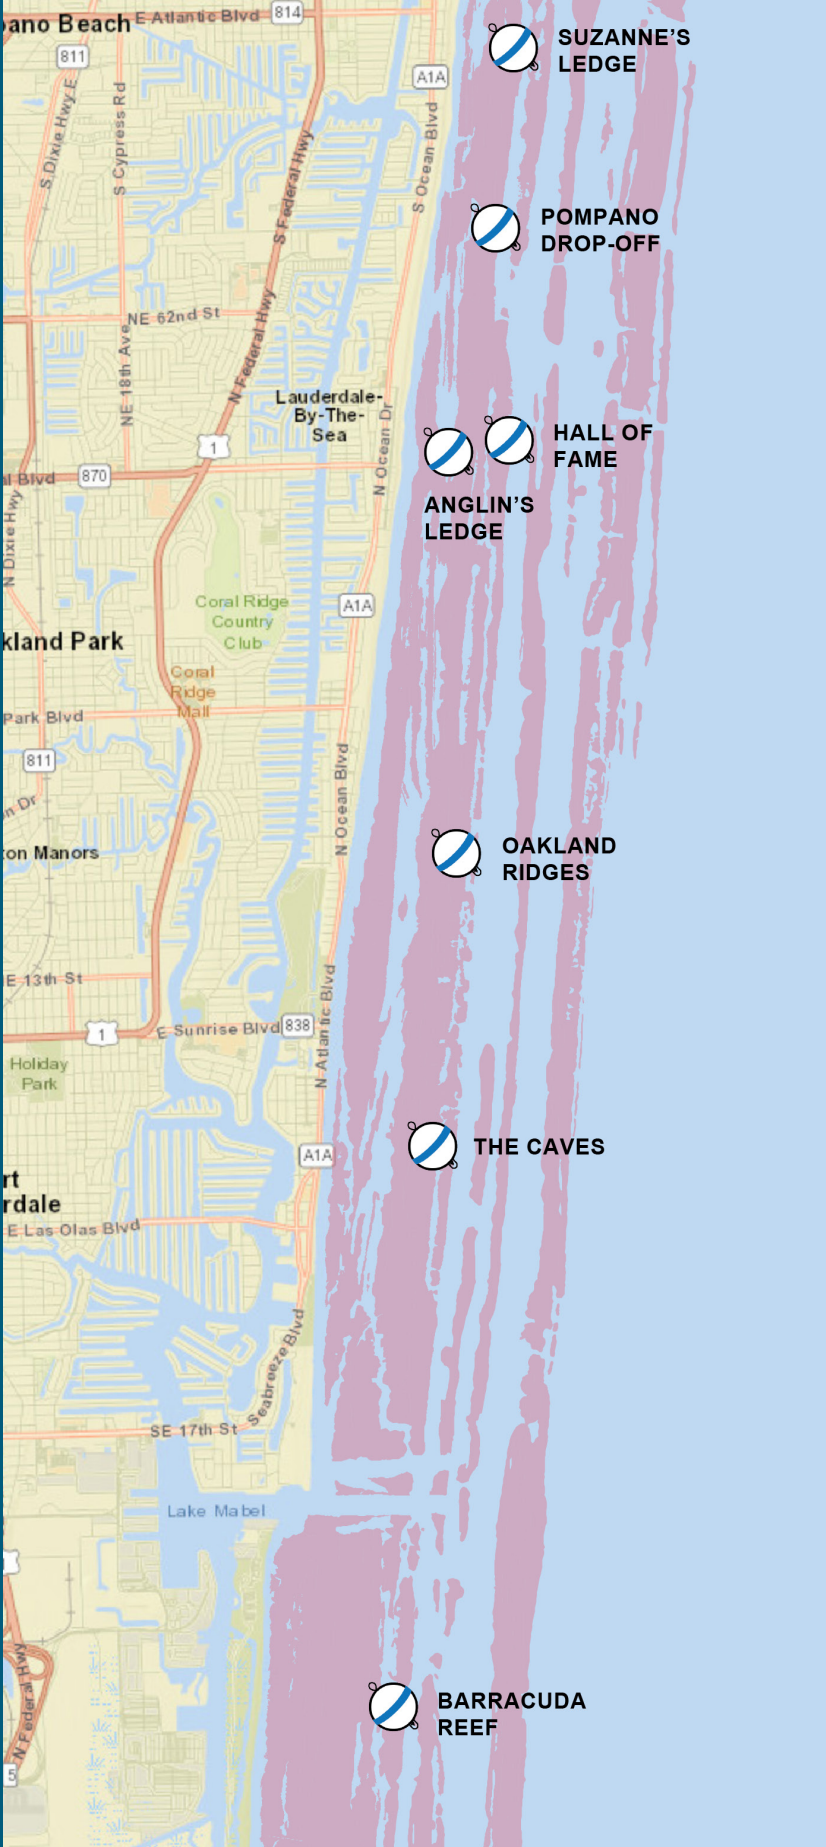 ano Beach
E Atlantic Blvd
814
811
A1A
S Dixie Hwy E
S Cypress Rd
S Federal Hwy
S Ocean Blvd
SUZANNE'S
LEDGE
POMPANO
DROP-OFF
NE 62nd St
NE 18th Ave
N Federal Hwy
Lauderdale-
By-The-
Sea
N Ocean Dr
1
HALL OF
FAME
al Blvd
870
ANGLIN'S
LEDGE
N Dixie Hwy
Coral Ridge
Country
Club
A1A
kland Park
Coral
Ridge
Mall
Park Blvd
811
N Ocean Blvd
n Dr
ton Manors
OAKLAND
RIDGES
E 13th St
N Atlantic Blvd
1
E Sunrise Blvd
838
Holiday
Park
THE CAVES
A1A
rt
rdale
E Las Olas Blvd
Seabreeze Blvd
SE 17th St
Lake Mabel
N Federal Hwy
BARRACUDA
REEF
5